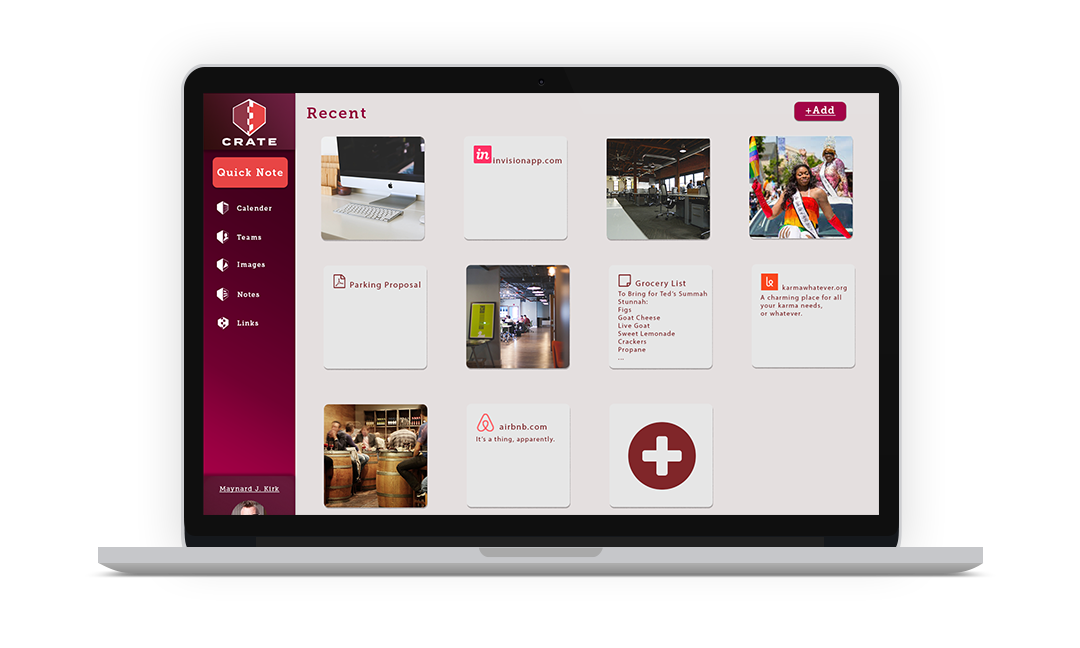 CRATE
Quick Note
Calender
Teams
Images
Notes
Links
Maynard J. Kirk
Recent
+Add
in
invisionapp.com
Parking Proposal
Grocery List
To Bring for Ted's Summah
Stunnah:
Figs
Goat Cheese
Live Goat
Sweet Lemonade
Crackers
Propane
...
karmawhatever.org
A charming place for all
your karma needs,
or whatever.
airbnb.com
It's a thing, apparently.